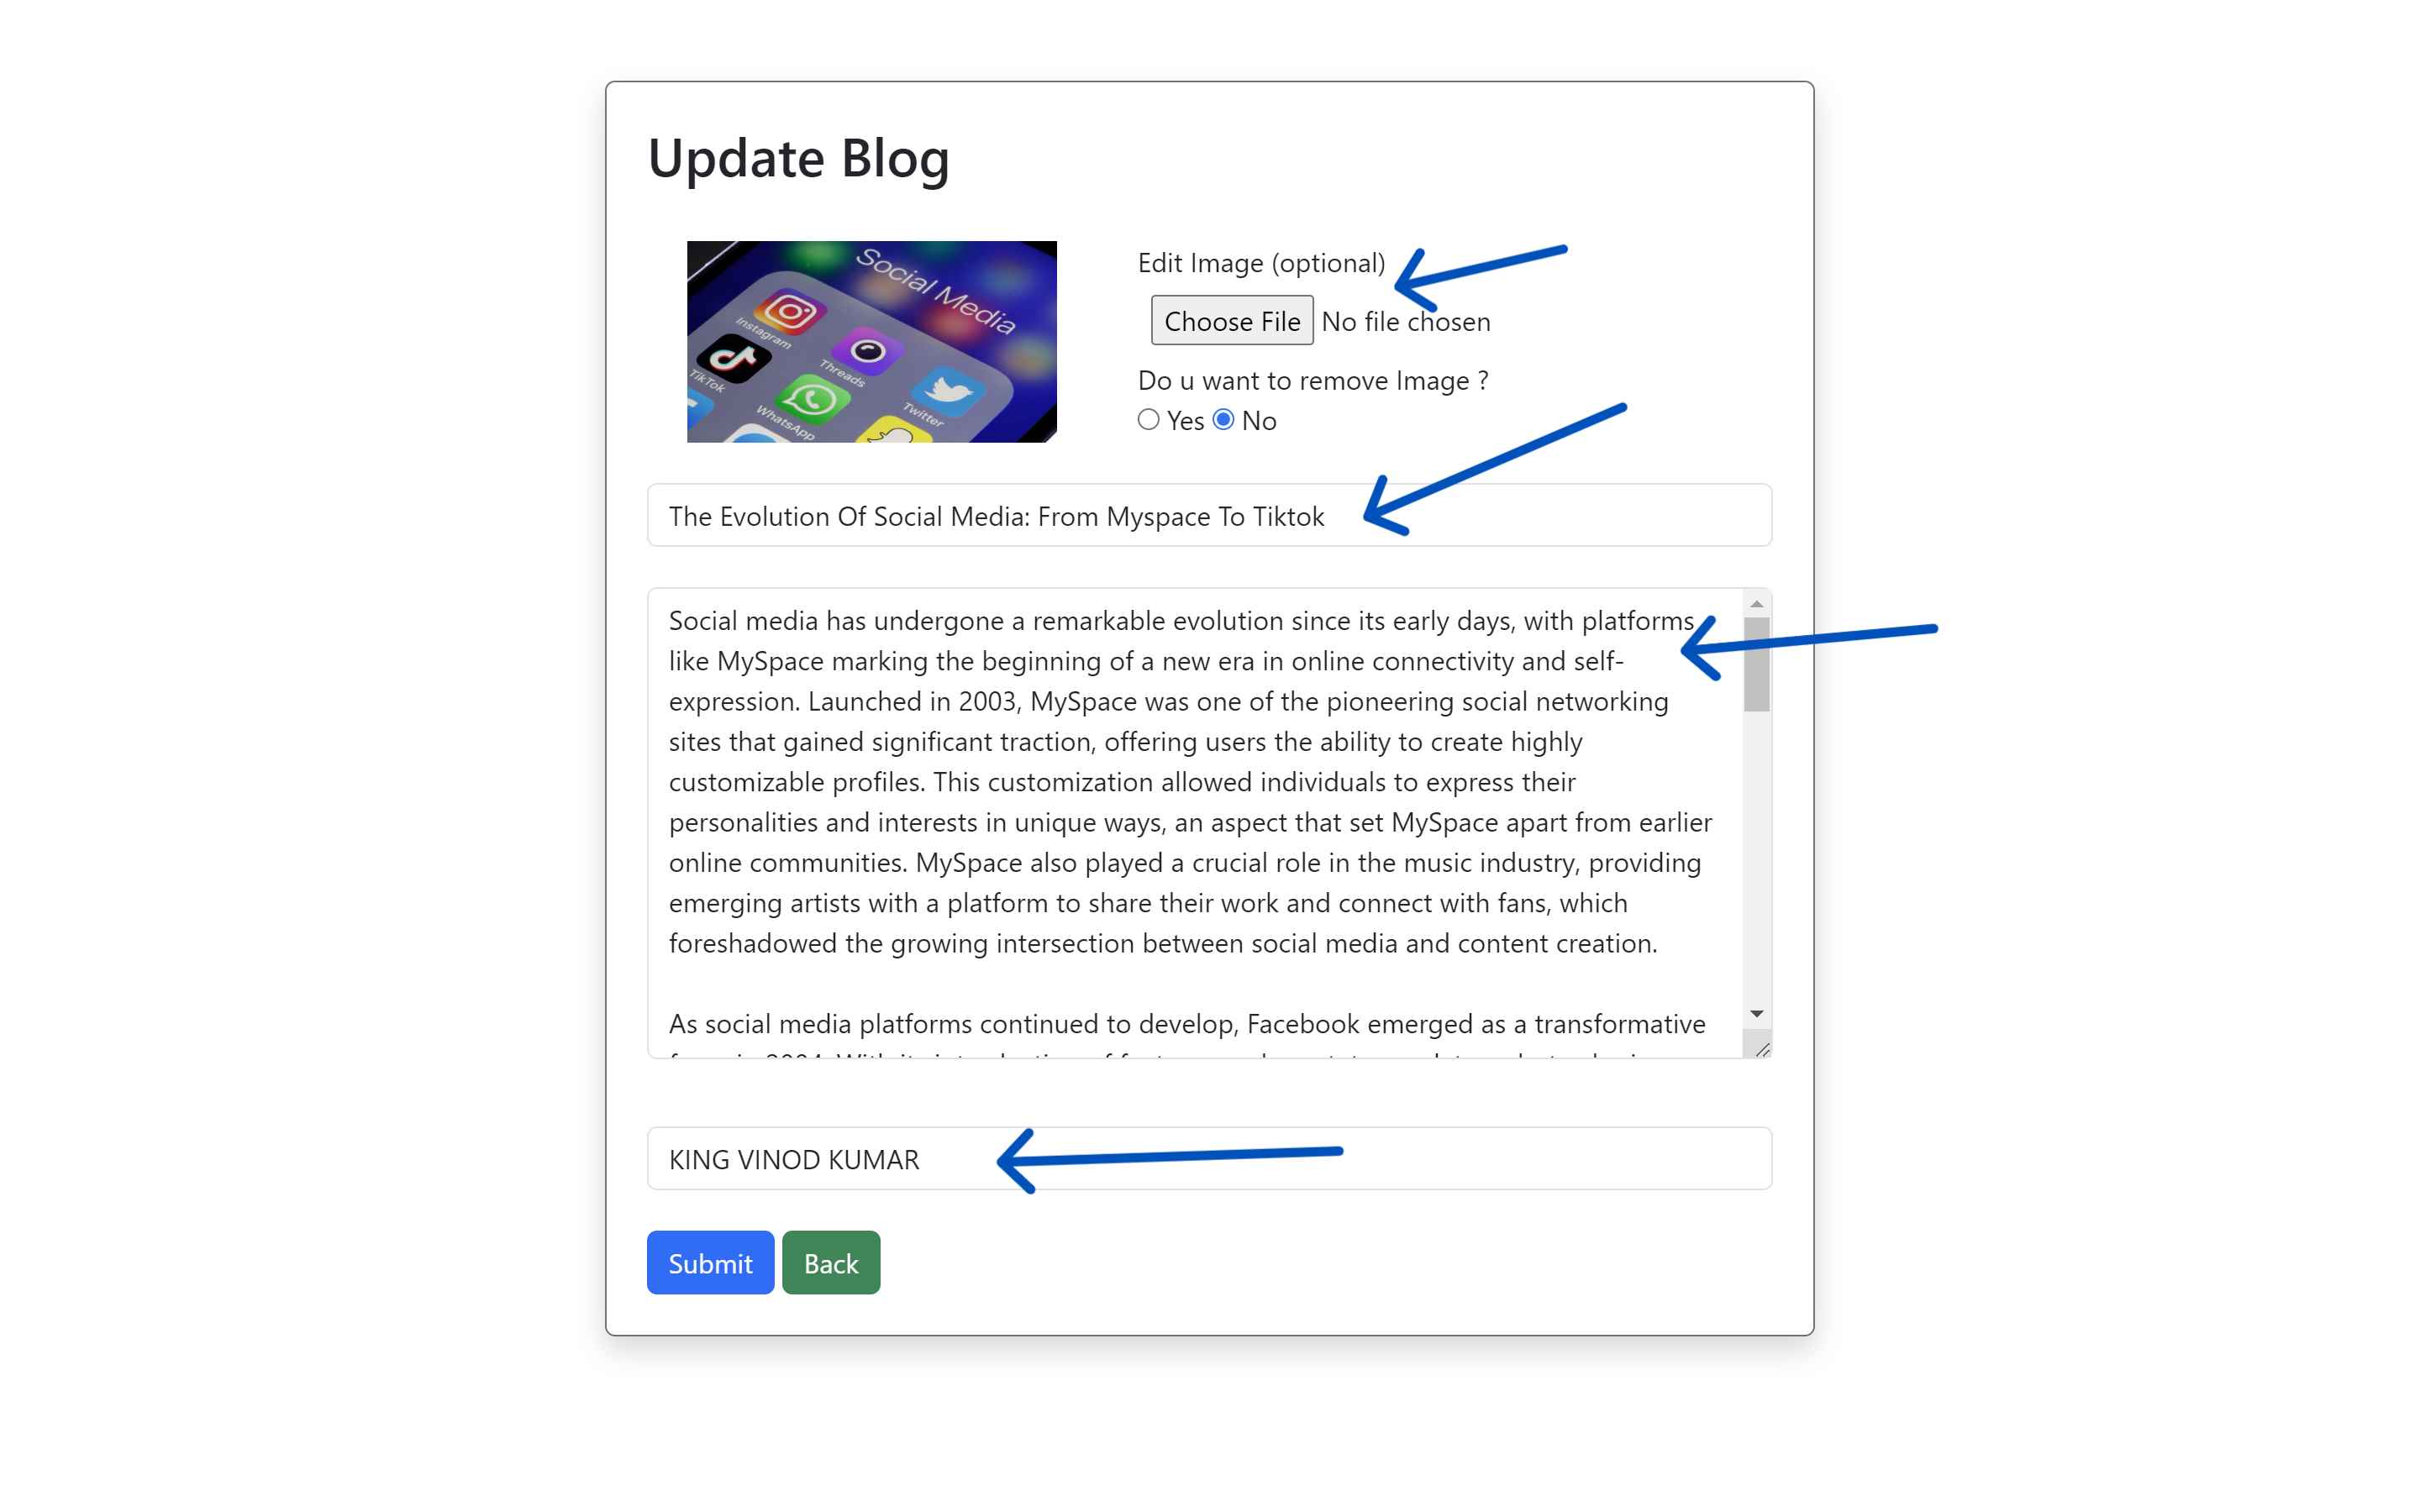 Update Blog
Social Media
Instagram
Threads
TikTok
WhatsApp
Twitter
Edit Image (optional)
Choose File No file chosen
Do u want to remove Image ?
Yes No
The Evolution Of Social Media: From Myspace To Tiktok
Social media has undergone a remarkable evolution since its early days, with platforms
like MySpace marking the beginning of a new era in online connectivity and self-
expression. Launched in 2003, MySpace was one of the pioneering social networking
sites that gained significant traction, offering users the ability to create highly
customizable profiles. This customization allowed individuals to express their
personalities and interests in unique ways, an aspect that set MySpace apart from earlier
online communities. MySpace also played a crucial role in the music industry, providing
emerging artists with a platform to share their work and connect with fans, which
foreshadowed the growing intersection between social media and content creation.
As social media platforms continued to develop, Facebook emerged as a transformative
KING VINOD KUMAR
Submit Back